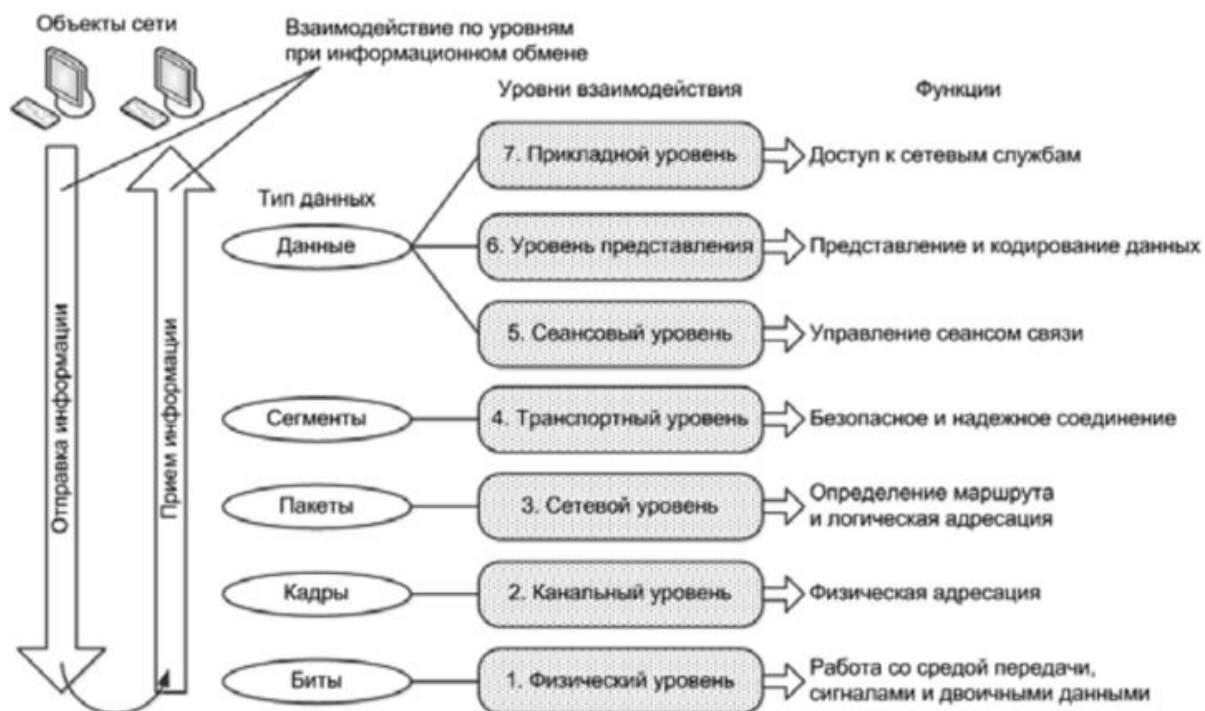 Объекты сети
Взаимодействие по уровням
при информационном обмене
Уровни взаимодействия
Функции
7. Прикладной уровень
Доступ к сетевым службам
Тип данных
Данные
6. Уровень представления
Представление и кодирование данных
5. Сеансовый уровень
Управление сеансом связи
Отправка информации
Прием информации
Сегменты
4. Транспортный уровень
Безопасное и надежное соединение
Пакеты
3. Сетевой уровень
Определение маршрута
и логическая адресация
Кадры
2. Канальный уровень
Физическая адресация
Биты
1. Физический уровень
Работа со средой передачи,
сигналами и двоичными данными